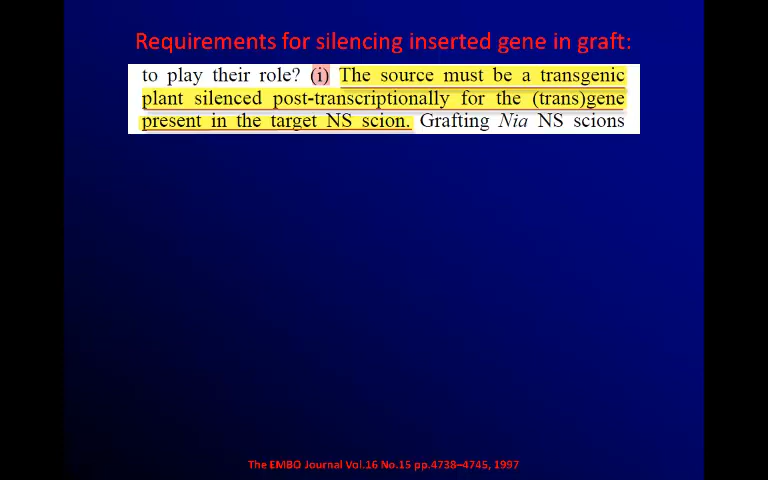 Requirements for silencing inserted gene in graft:
to play their role? (i) The source must be a transgenic
plant silenced post-transcriptionally for the (trans)gene
present in the target NS scion. Grafting Nia NS scions
The EMBO Journal Vol.16 No.15 pp.4738–4745, 1997